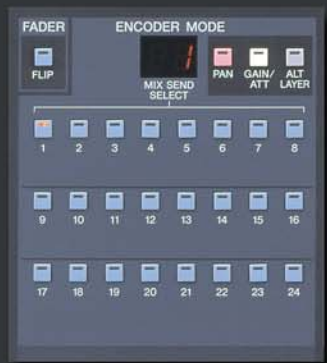 FADER
ENCODER MODE
FLIP
1
MIX SEND
SELECT
PAN
GAIN/
ATT
ALT
LAYER
1 2 3 4 5 6 7 8
9 10 11 12 13 14 15 16
17 18 19 20 21 22 23 24